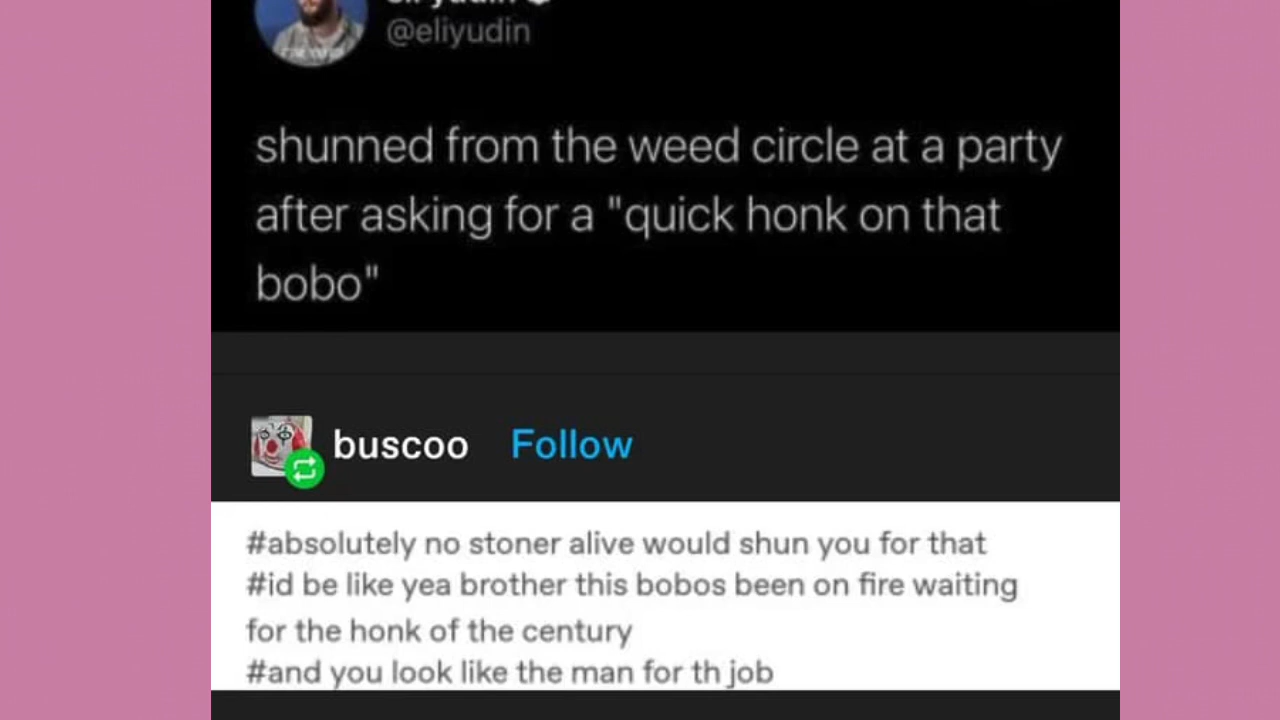 @eliyudin
shunned from the weed circle at a party
after asking for a "quick honk on that
bobo"
buscoo Follow
#absolutely no stoner alive would shun you for that
#id be like yea brother this bobos been on fire waiting
for the honk of the century
#and you look like the man for th job